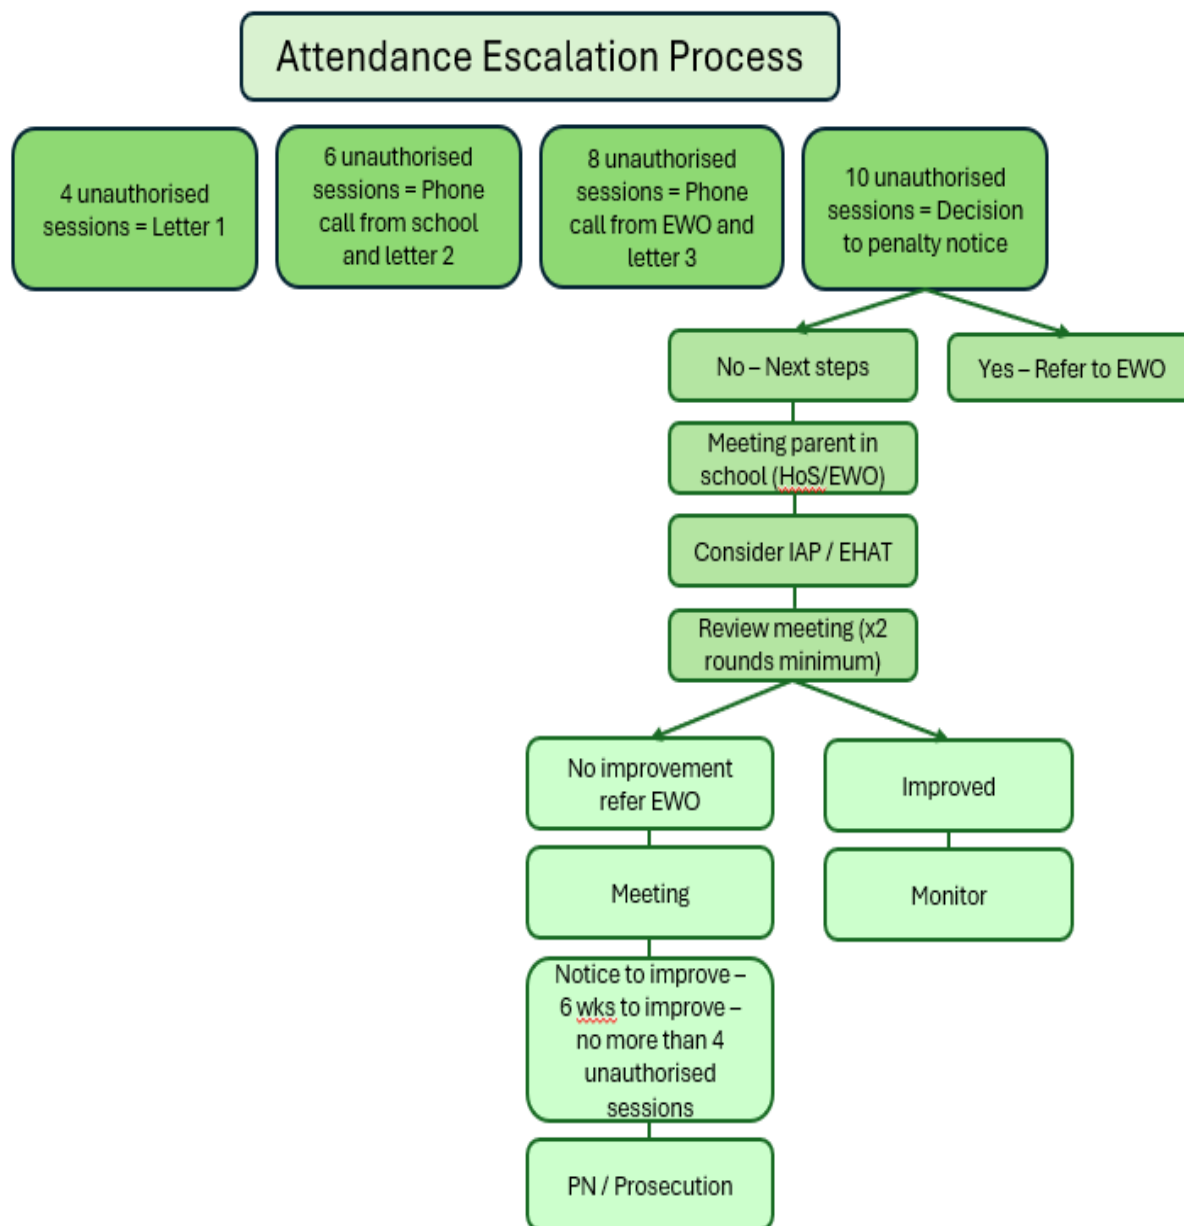 Attendance Escalation Process
4 unauthorised
sessions = Letter 1
6 unauthorised
sessions = Phone
call from school
and letter 2
8 unauthorised
sessions = Phone
call from EWO and
letter 3
10 unauthorised
sessions = Decision
to penalty notice
No – Next steps
Yes – Refer to EWO
Meeting parent in
school (HoS/EWO)
Consider IAP / EHAT
Review meeting (x2
rounds minimum)
No improvement
refer EWO
Improved
Meeting
Monitor
Notice to improve –
6 wks to improve –
no more than 4
unauthorised
sessions
PN / Prosecution